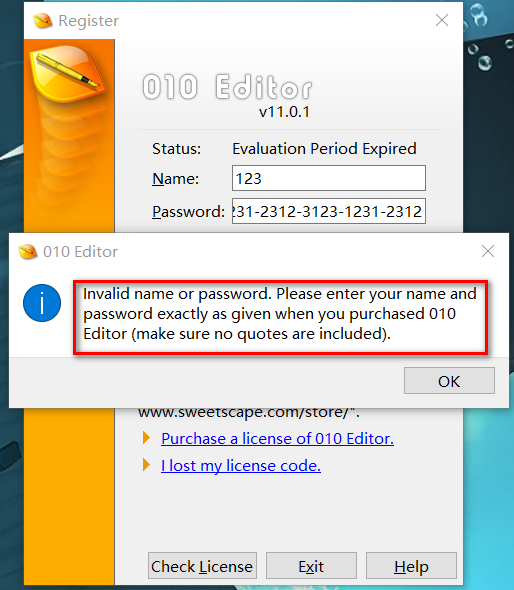 Register
010 Editor
v11.0.1
Status: Evaluation Period Expired
Name: 123
Password: 231-2312-3123-1231-2312
010 Editor
Invalid name or password. Please enter your name and
password exactly as given when you purchased 010
Editor (make sure no quotes are included).
OK
www.sweetscape.com/store/".
Purchase a license of 010 Editor.
I lost my license code.
Check License Exit Help